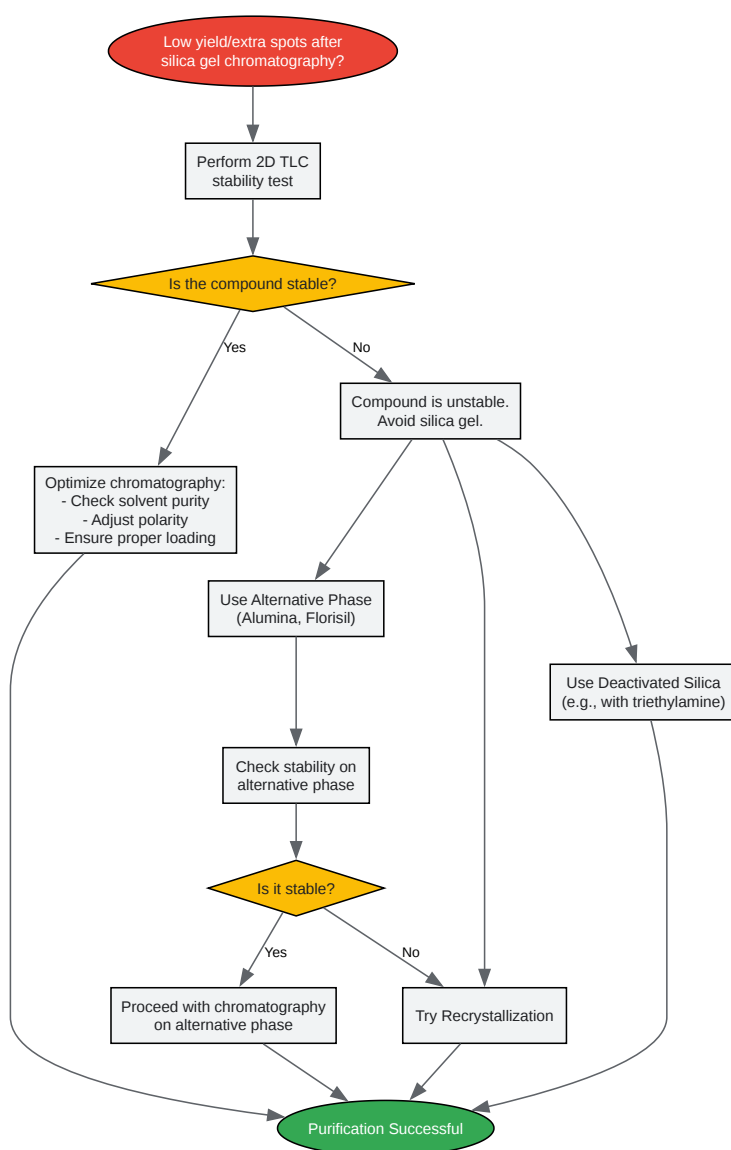 Low yield/extra spots after
silica gel chromatography?
Perform 2D TLC
stability test
Is the compound stable?
Yes
No
Compound is unstable.
Avoid silica gel.
Optimize chromatography:
- Check solvent purity
- Adjust polarity
- Ensure proper loading
Use Alternative Phase
(Alumina, Florisil)
Use Deactivated Silica
(e.g., with triethylamine)
Check stability on
alternative phase
Is it stable?
Yes
No
Proceed with chromatography
on alternative phase
Try Recrystallization
Purification Successful